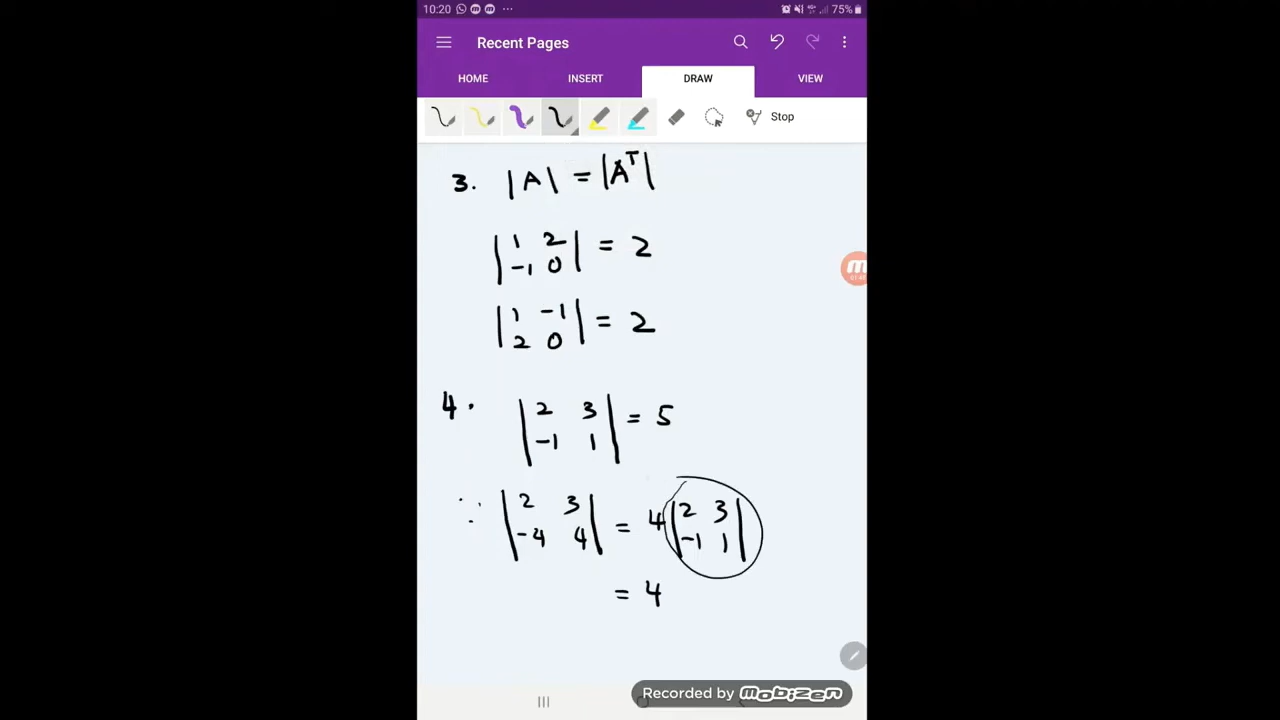 10:20 ... 75%
Recent Pages
HOME INSERT DRAW VIEW
Stop
3. |A| = |Aᵀ|
|1 2|
|-1 0| = 2
|1 -1|
|2 0| = 2
4. |2 3|
|-1 1| = 5
∵ |2 3| = 4|2 3|
|-4 4| |-1 1|
= 4
Recorded by Mobizen